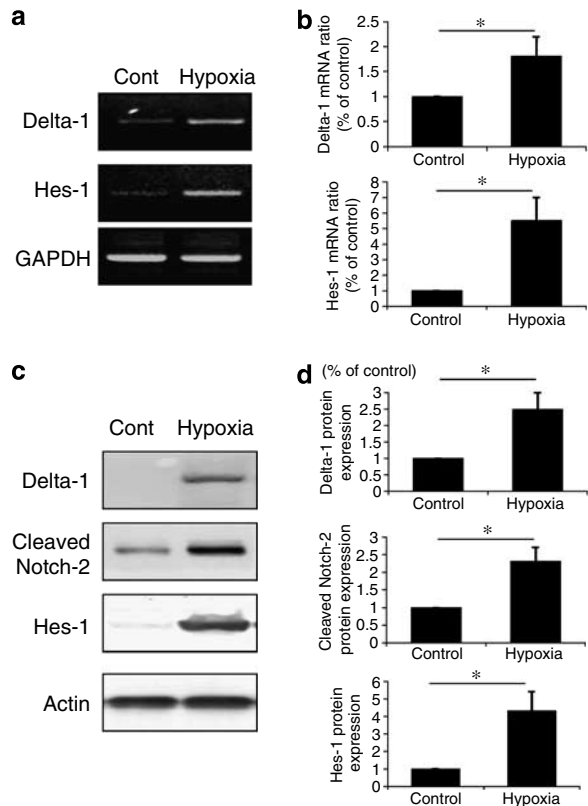 a
Cont Hypoxia
Delta-1
Hes-1
GAPDH
b
Delta-1 mRNA ratio
(% of control)
2.5
2
1.5
1
0.5
0
*
Control Hypoxia
Hes-1 mRNA ratio
(% of control)
8
7
6
5
4
3
2
1
0
*
Control Hypoxia
c
Cont Hypoxia
Delta-1
Cleaved
Notch-2
Hes-1
Actin
d (% of control)
Delta-1 protein
expression
3
2.5
2
1.5
1
0.5
0
*
Control Hypoxia
Cleaved Notch-2
protein expression
3
2.5
2
1.5
1
0.5
0
*
Control Hypoxia
Hes-1 protein
expression
6
5
4
3
2
1
0
*
Control Hypoxia